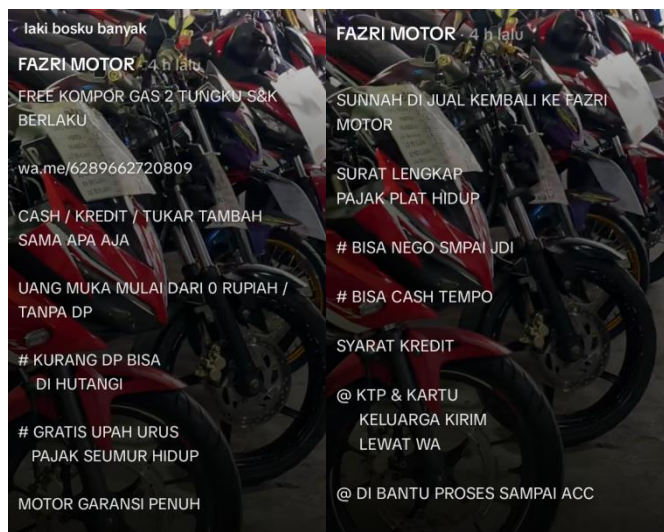 laki bosku banyak
FAZRI MOTOR · 4 h lalu
FREE KOMPOR GAS 2 TUNGKU S&K
BERLAKU
wa.me/6289662720809
CASH / KREDIT / TUKAR TAMBAH
SAMA APA AJA
UANG MUKA MULAI DARI 0 RUPIAH /
TANPA DP
# KURANG DP BISA
DI HUTANGI
# GRATIS UPAH URUS
PAJAK SEUMUR HIDUP
MOTOR GARANSI PENUH
FAZRI MOTOR · 4 h lalu
SUNNAH DI JUAL KEMBALI KE FAZRI
MOTOR
SURAT LENGKAP
PAJAK PLAT HIDUP
# BISA NEGO SMPAI JDI
# BISA CASH TEMPO
SYARAT KREDIT
@ KTP & KARTU
KELUARGA KIRIM
LEWAT WA
@ DI BANTU PROSES SAMPAI ACC